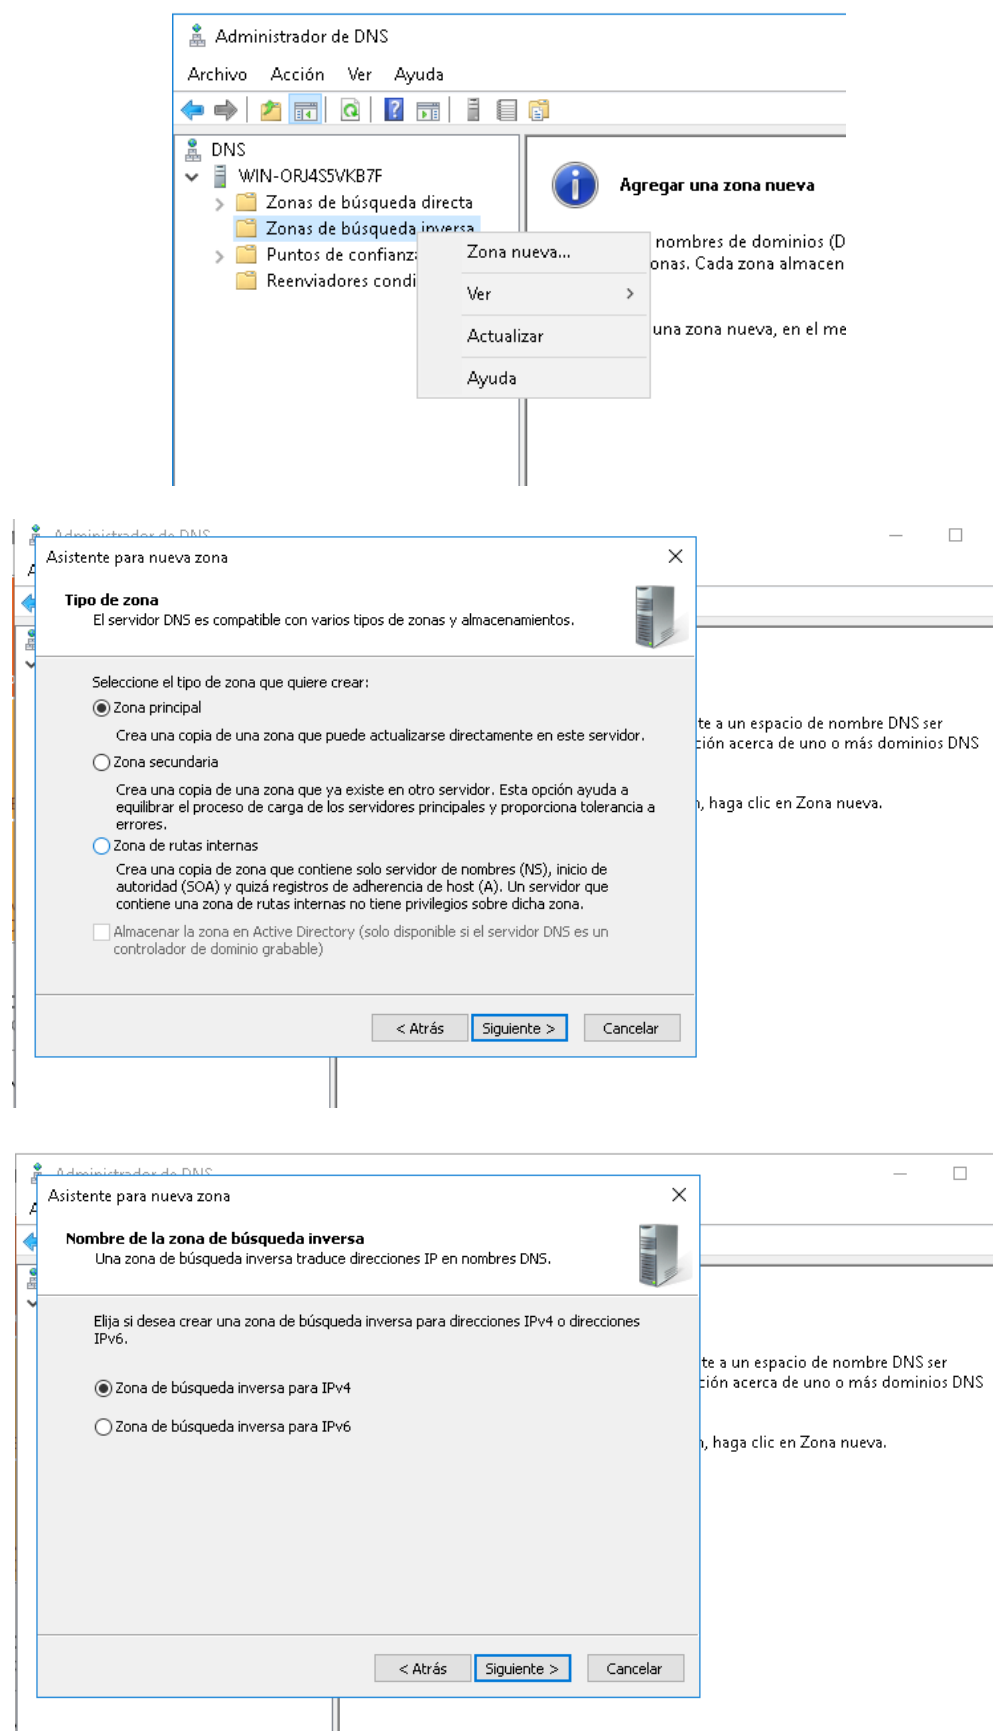 Administrador de DNS
Archivo Acción Ver Ayuda
DNS
WIN-ORJ4S5VKB7F
Zonas de búsqueda directa
Zonas de búsqueda inversa
Puntos de confianz
Reenviadores condi
Zona nueva...
Ver
Actualizar
Ayuda
Agregar una zona nueva
nombres de dominios (D
onas. Cada zona almacen
una zona nueva, en el me
Administrador de DNS
Asistente para nueva zona
Tipo de zona
El servidor DNS es compatible con varios tipos de zonas y almacenamientos.
Seleccione el tipo de zona que quiere crear:
Zona principal
Crea una copia de una zona que puede actualizarse directamente en este servidor.
Zona secundaria
Crea una copia de una zona que ya existe en otro servidor. Esta opción ayuda a
equilibrar el proceso de carga de los servidores principales y proporciona tolerancia a
errores.
Zona de rutas internas
Crea una copia de zona que contiene solo servidor de nombres (NS), inicio de
autoridad (SOA) y quizá registros de adherencia de host (A). Un servidor que
contiene una zona de rutas internas no tiene privilegios sobre dicha zona.
Almacenar la zona en Active Directory (solo disponible si el servidor DNS es un
controlador de dominio grabable)
< Atrás Siguiente > Cancelar
te a un espacio de nombre DNS ser
ción acerca de uno o más dominios DNS
, haga clic en Zona nueva.
Administrador de DNS
Asistente para nueva zona
Nombre de la zona de búsqueda inversa
Una zona de búsqueda inversa traduce direcciones IP en nombres DNS.
Elija si desea crear una zona de búsqueda inversa para direcciones IPv4 o direcciones
IPv6.
Zona de búsqueda inversa para IPv4
Zona de búsqueda inversa para IPv6
< Atrás Siguiente > Cancelar
te a un espacio de nombre DNS ser
ción acerca de uno o más dominios DNS
, haga clic en Zona nueva.